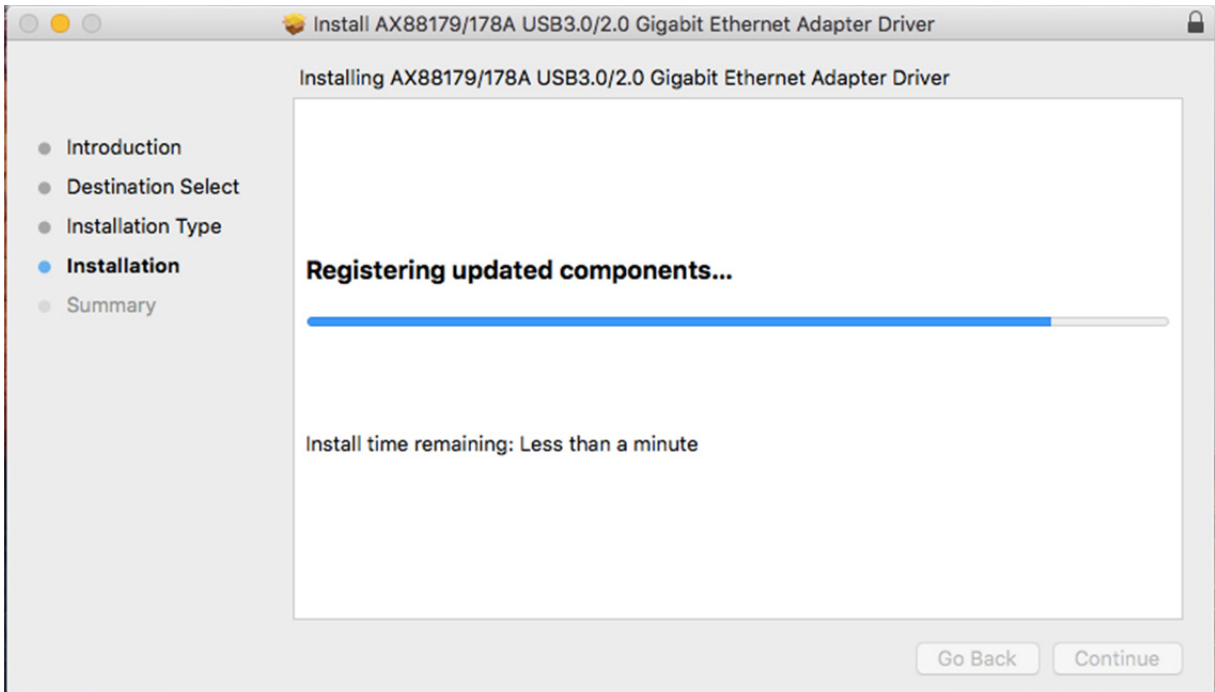 Install AX88179/178A USB3.0/2.0 Gigabit Ethernet Adapter Driver
Installing AX88179/178A USB3.0/2.0 Gigabit Ethernet Adapter Driver
Introduction
Destination Select
Installation Type
Installation
Summary
Registering updated components...
Install time remaining: Less than a minute
Go Back
Continue